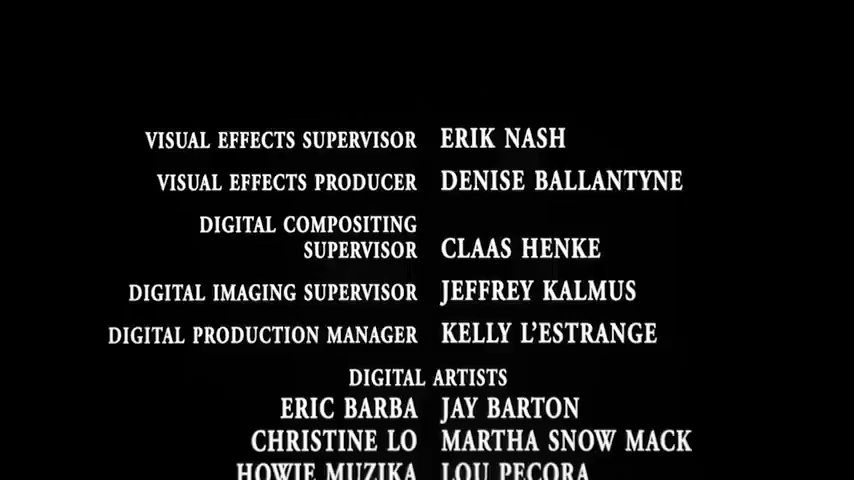 VISUAL EFFECTS SUPERVISOR ERIK NASH
VISUAL EFFECTS PRODUCER DENISE BALLANTYNE
DIGITAL COMPOSITING
SUPERVISOR CLAAS HENKE
DIGITAL IMAGING SUPERVISOR JEFFREY KALMUS
DIGITAL PRODUCTION MANAGER KELLY L'ESTRANGE
DIGITAL ARTISTS
ERIC BARBA JAY BARTON
CHRISTINE LO MARTHA SNOW MACK
HOWIE MUZIKA LOU PECORA